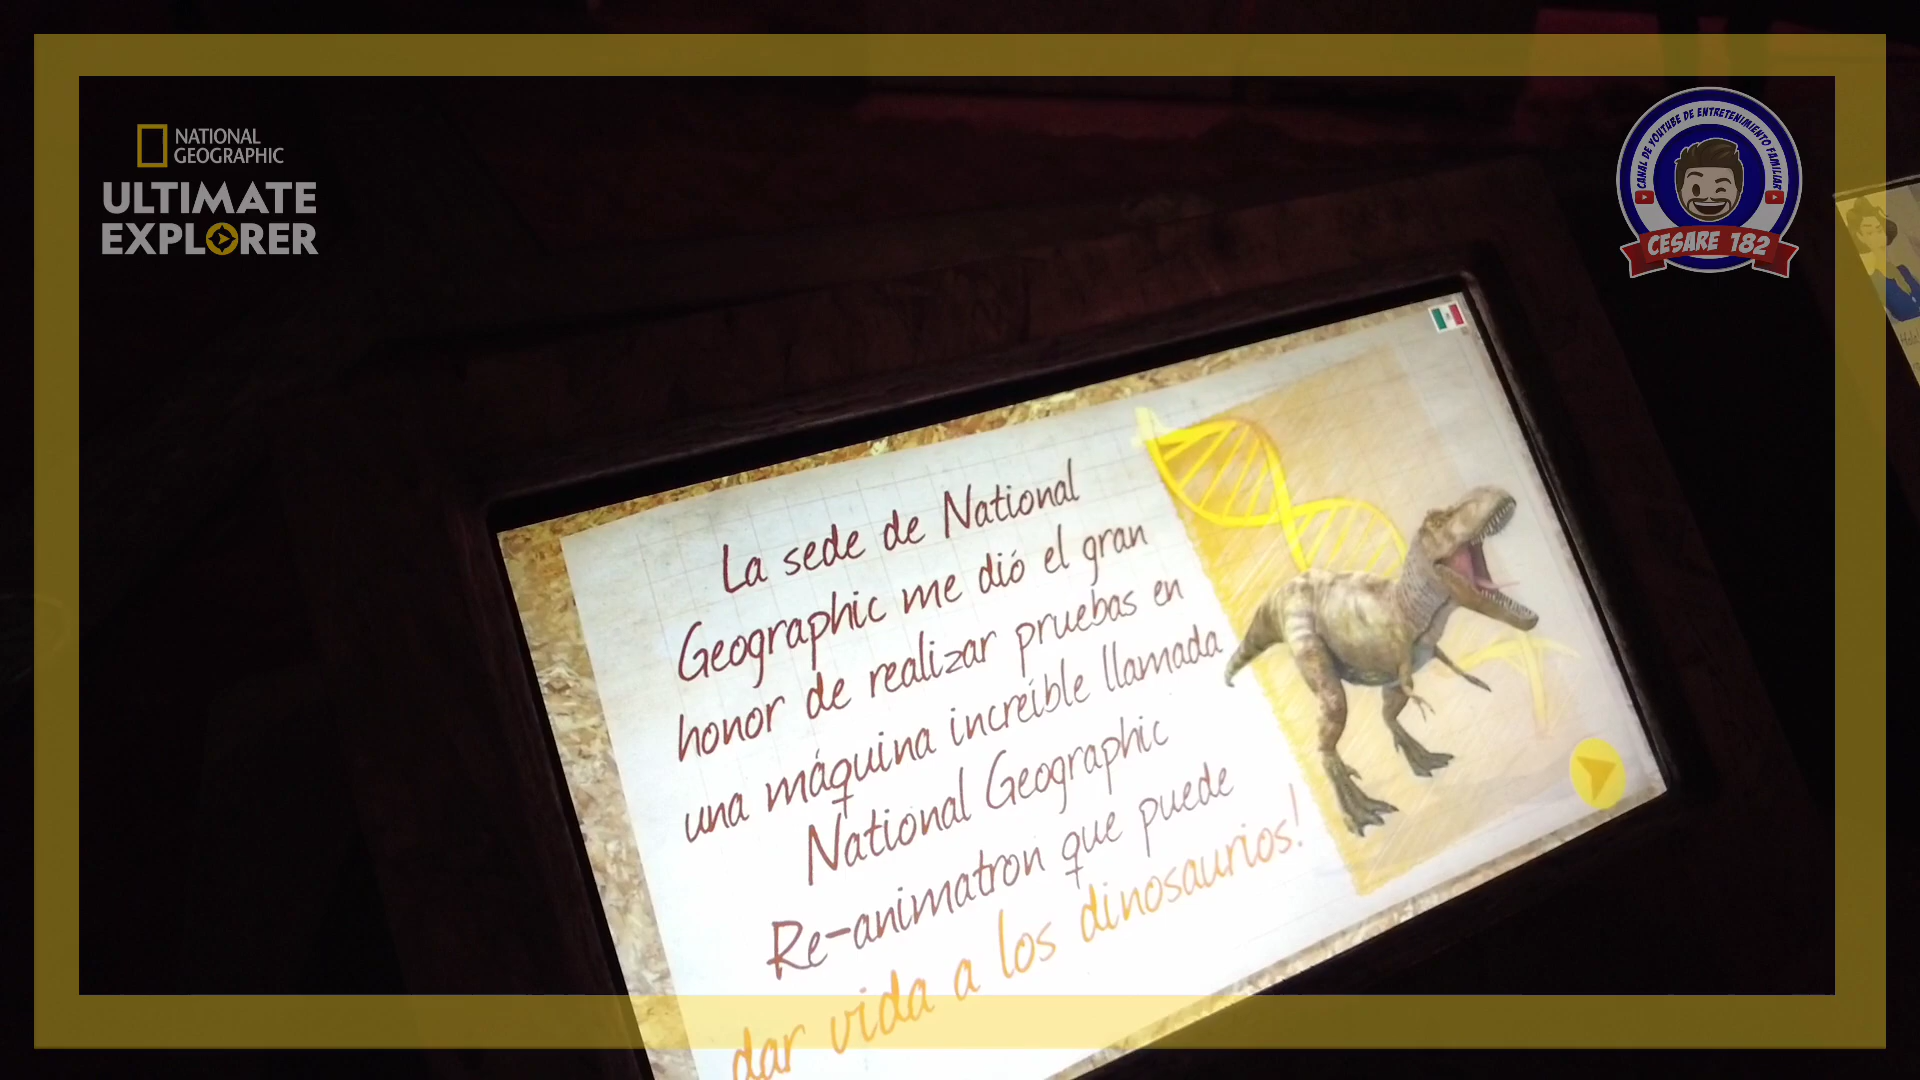 NATIONAL
GEOGRAPHIC
ULTIMATE
EXPLORER
CANAL DE YOUTUBE DE ENTRETENIMIENTO FAMILIAR
CESARE 182
La sede de National
Geographic me dió el gran
honor de realizar pruebas en
una máquina increíble llamada
National Geographic
Re-animatron que puede
dar vida a los dinosaurios!